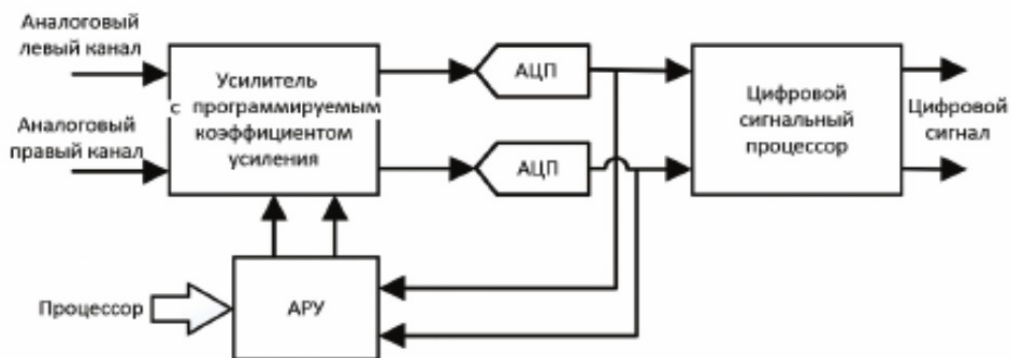 Аналоговый
левый канал
Аналоговый
правый канал
Усилитель
с программируемым
коэффициентом
усиления
АЦП
АЦП
Цифровой
сигнальный
процессор
Цифровой
сигнал
Процессор
АРУ